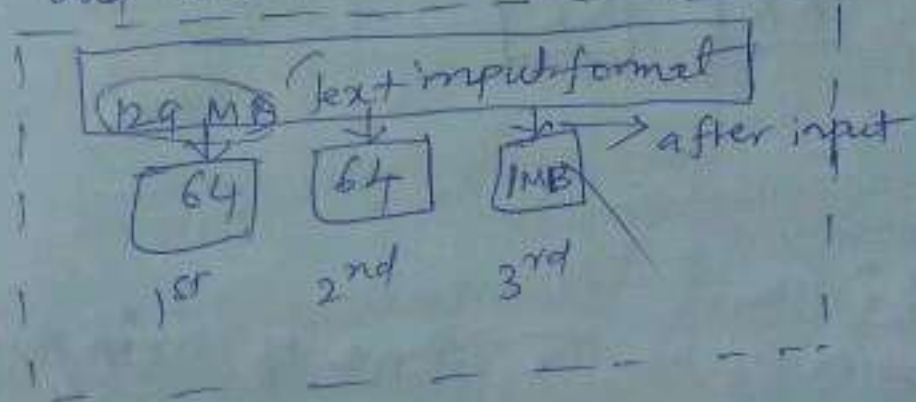 129 MB Text inputformat
after input
64 64 1MB
1st 2nd 3rd